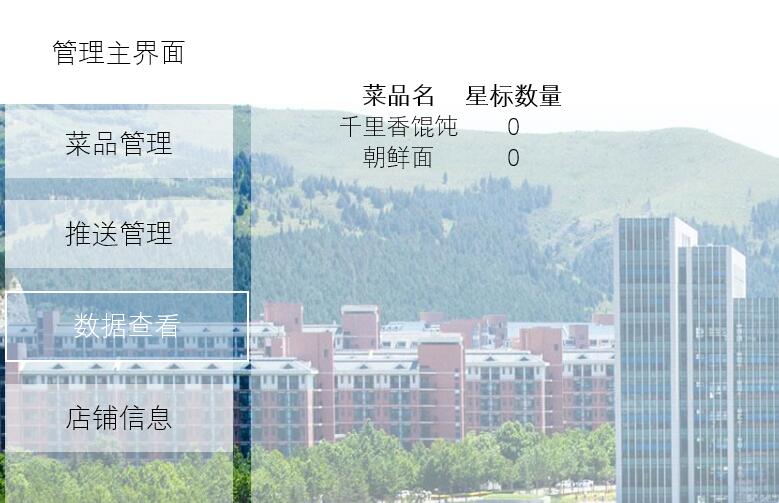 管理主界面
菜品管理
推送管理
数据查看
店铺信息
菜品名 星标数量
千里香馄饨 0
朝鲜面 0